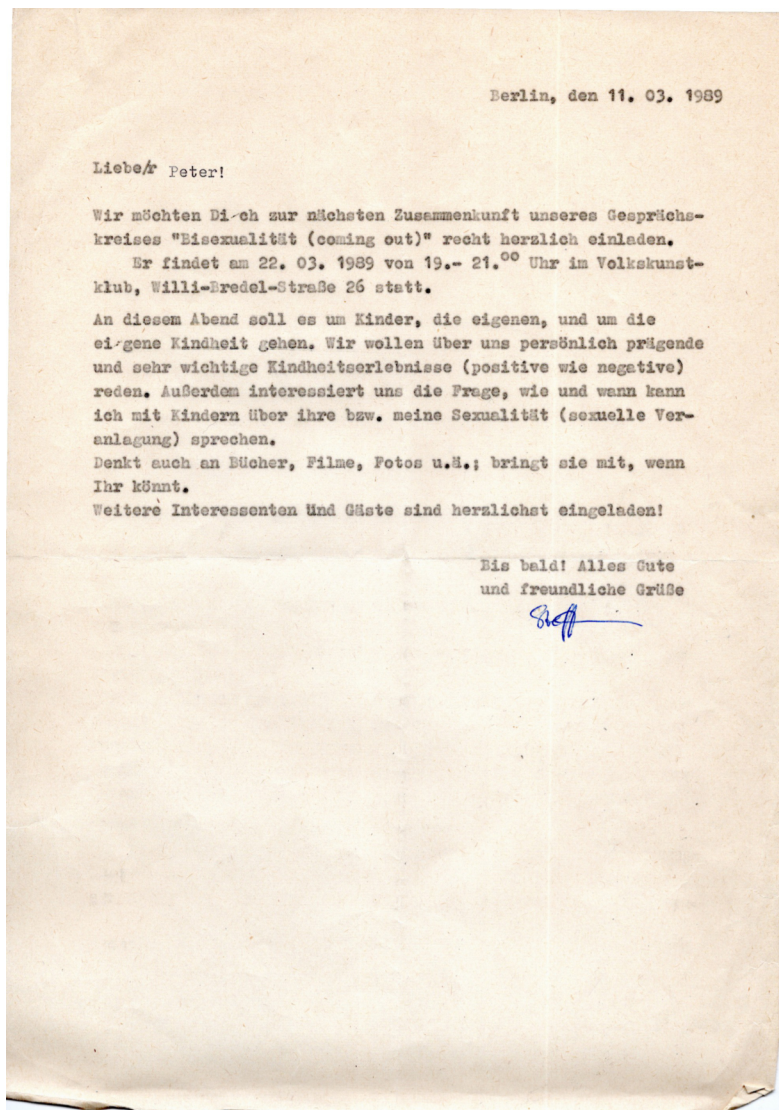 Berlin, den 11. 03. 1989
Liebe/r Peter!
Wir möchten Dich zur nächsten Zusammenkunft unseres Gesprächs-
kreises "Bisexualität (coming out)" recht herzlich einladen.
Er findet am 22. 03. 1989 von 19.- 21.00 Uhr im Volkskunst-
klub, Willi-Bredel-Straße 26 statt.
An diesem Abend soll es um Kinder, die eigenen, und um die
eigene Kindheit gehen. Wir wollen über uns persönlich prägende
und sehr wichtige Kindheitserlebnisse (positive wie negative)
reden. Außerdem interessiert uns die Frage, wie und wann kann
ich mit Kindern über ihre bzw. meine Sexualität (sexuelle Ver-
anlagung) sprechen.
Denkt auch an Bücher, Filme, Fotos u.ä.; bringt sie mit, wenn
Ihr könnt.
Weitere Interessenten und Gäste sind herzlichst eingeladen!
Bis bald! Alles Gute
und freundliche Grüße